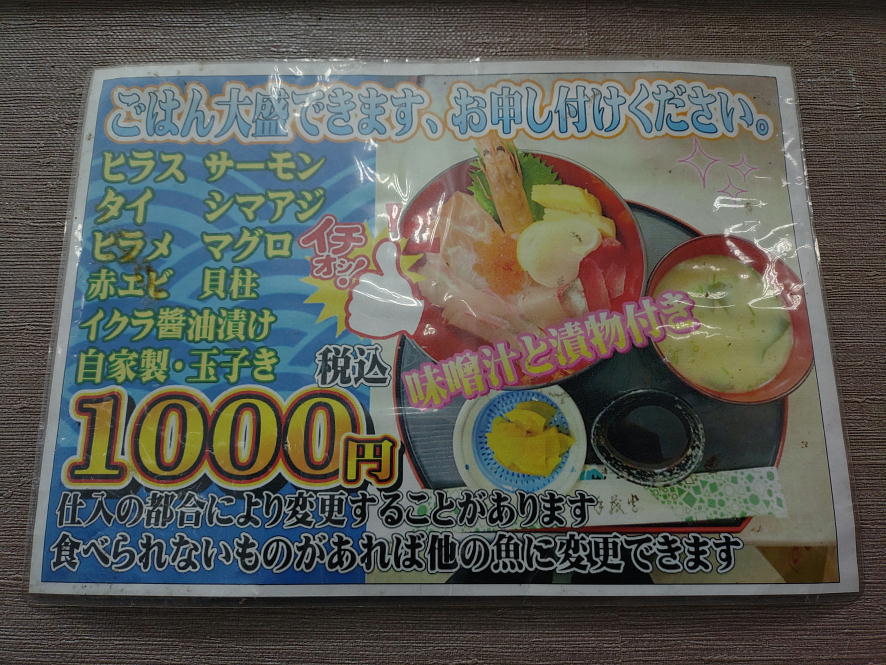 ごはん大盛できます、お申し付けください。
ヒラス サーモン
タイ シマアジ
ヒラメ マグロ
赤エビ 貝柱
イクラ醬油漬け
自家製・玉子き
イチ
オシ!
税込
1000円
味噌汁と漬物付き
仕入の都合により変更することがあります
食べられないものがあれば他の魚に変更できます